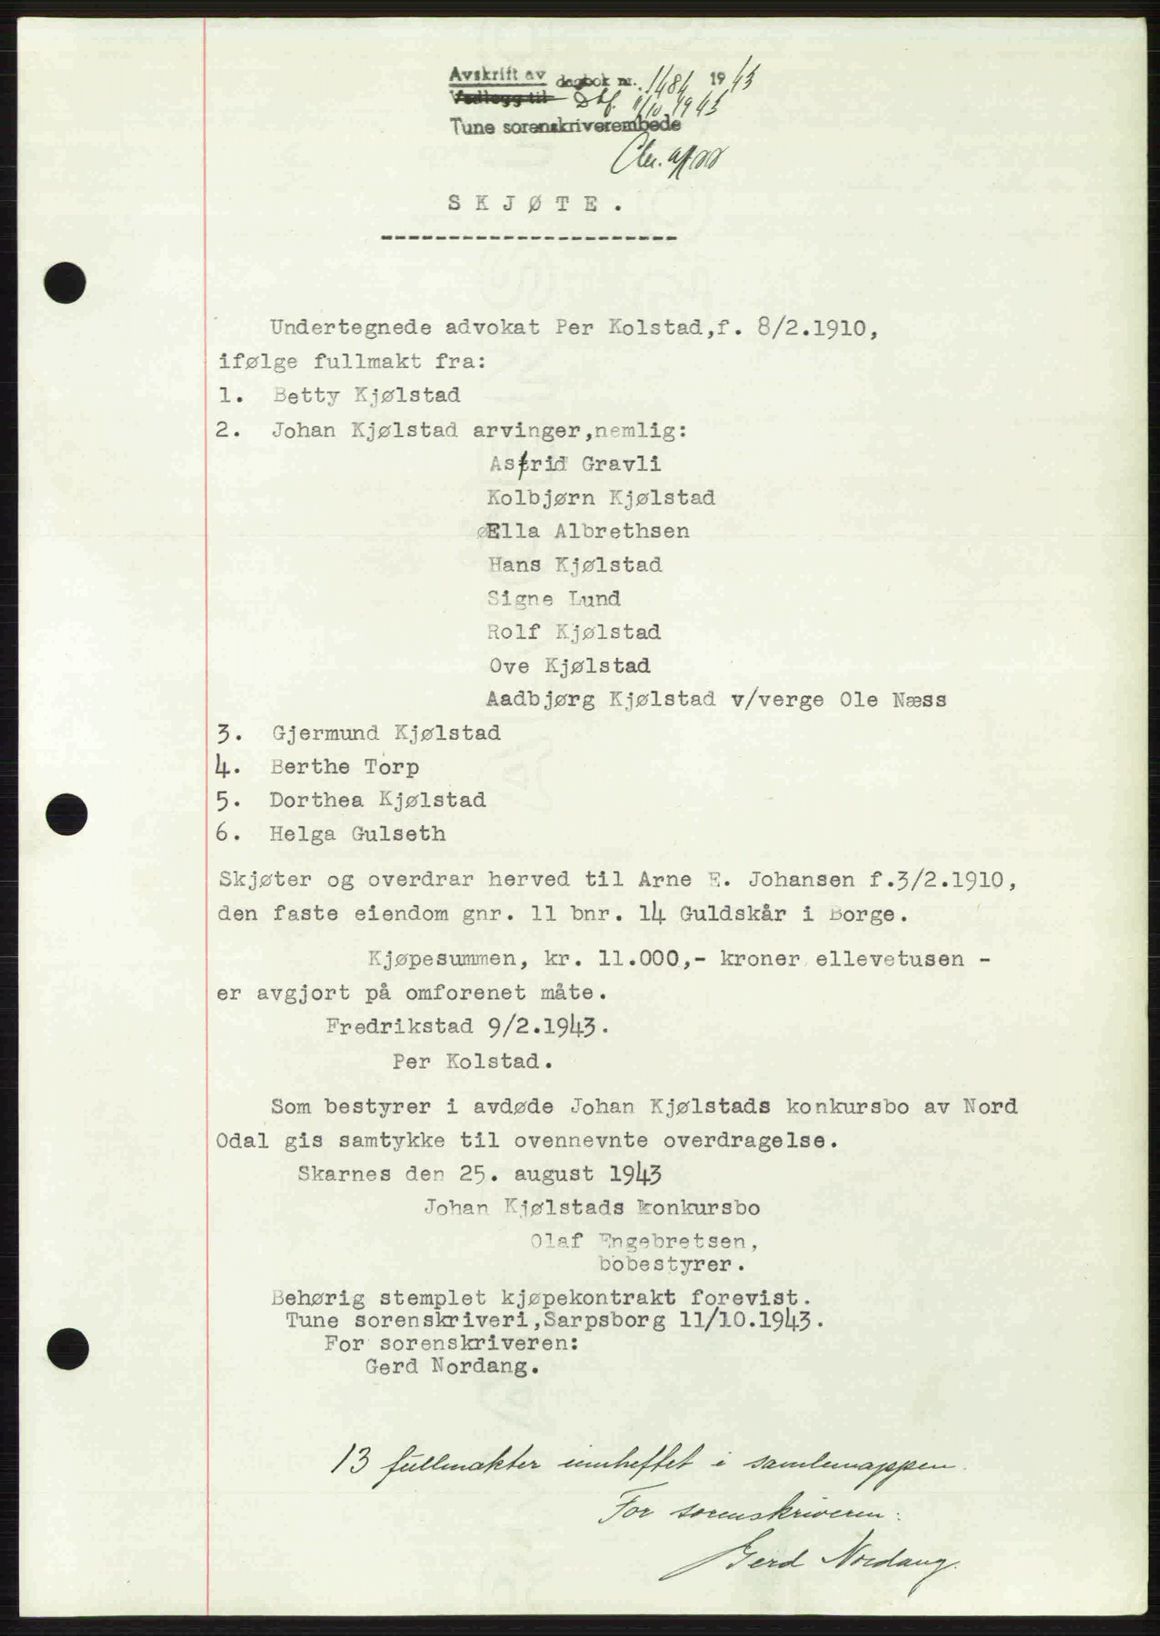 Avskrift av dagbok nr. 1484 1943
Vedlegg til Dbf. 11/10 1943
Tune sorenskriverembede
SKJØTE.
----------------------
Undertegnede advokat Per Kolstad,f. 8/2.1910,
ifølge fullmakt fra:
1. Betty Kjølstad
2. Johan Kjølstad arvinger,nemlig:
Astrid Gravli
Kolbjørn Kjølstad
Ella Albrethsen
Hans Kjølstad
Signe Lund
Rolf Kjølstad
Ove Kjølstad
Aadbjørg Kjølstad v/verge Ole Næss
3. Gjermund Kjølstad
4. Berthe Torp
5. Dorthea Kjølstad
6. Helga Gulseth
Skjøter og overdrar herved til Arne E. Johansen f.3/2.1910,
den faste eiendom gnr. 11 bnr. 14 Guldskår i Borge.
Kjøpesummen, kr. 11.000,- kroner ellevetusen -
er avgjort på omforenet måte.
Fredrikstad 9/2.1943.
Per Kolstad.
Som bestyrer i avdøde Johan Kjølstads konkursbo av Nord
Odal gis samtykke til ovennevnte overdragelse.
Skarnes den 25. august 1943
Johan Kjølstads konkursbo
Olaf Engebretsen,
bobestyrer.
Behørig stemplet kjøpekontrakt forevist.
Tune sorenskriveri,Sarpsborg 11/10.1943.
For sorenskriveren:
Gerd Nordang.
13 fullmakter innheftet i samlemappen.
For sorenskriveren:
Gerd Nordang.